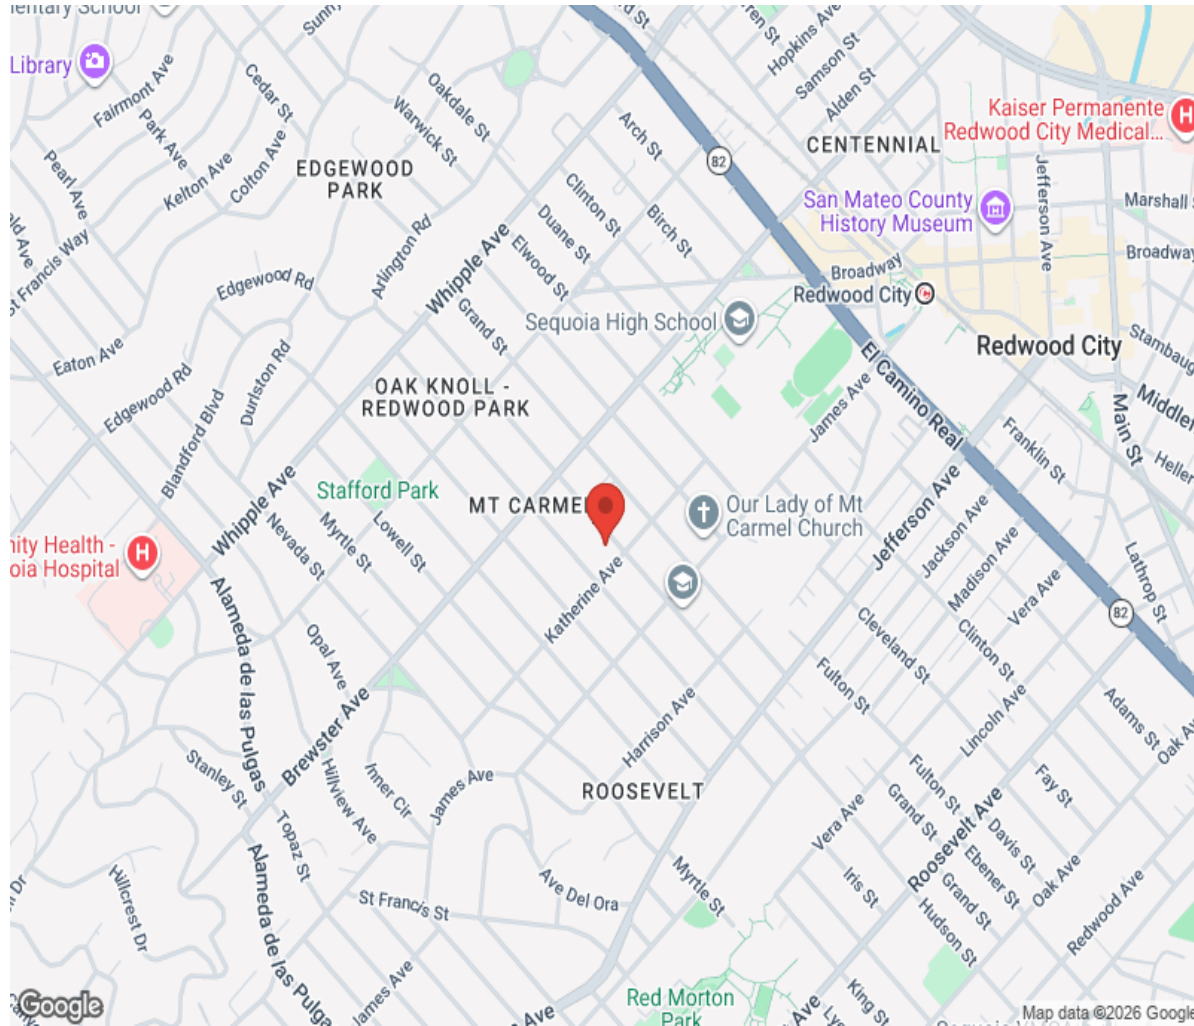 Library
Fairmont Ave
Park Ave
Cedar St
Pearl Ave
Kelton Ave
Colton Ave
St Francis Way
EDGEWOOD
PARK
Oakdale St
Warwick St
Arlington Rd
Whipple Ave
Edgewood Rd
Eaton Ave
Edgewood Rd
Durlston Rd
Blandford Blvd
Grand St
Elwood St
Duane St
Clinton St
Birch St
Arch St
82
Hopkins Ave
Samson St
Alden St
CENTENNIAL
Kaiser Permanente
Redwood City Medical...
San Mateo County
History Museum
Jefferson Ave
Marshall
Broadway
Broadway
Redwood City
Redwood City
Sequoia High School
El Camino Real
James Ave
Main St
Franklin St
OAK KNOLL -
REDWOOD PARK
Stafford Park
MT CARMEL
Our Lady of Mt
Carmel Church
Whipple Ave
Nevada St
Myrtle St
Lowell St
Katherine Ave
Jefferson Ave
Jackson Ave
Madison Ave
Vera Ave
Lathrop St
82
Cleveland St
Clinton St
Fulton St
Lincoln Ave
Adams St
Alameda de las Pulgas
Opal Ave
Brewster Ave
Harrison Ave
ROOSEVELT
Stanley St
Hillview Ave
Inner Cir
James Ave
Topaz St
Hillcrest Dr
Alameda de las Pulgas
St Francis St
Ave Del Ora
Myrtle St
Vera Ave
Fulton St
Grand St
Roosevelt Ave
Fay St
Davis St
Ebener St
Oak Ave
Iris St
Grand St
Hudson St
Redwood Ave
King St
James Ave
Red Morton
Park
Google
Map data ©2026 Google